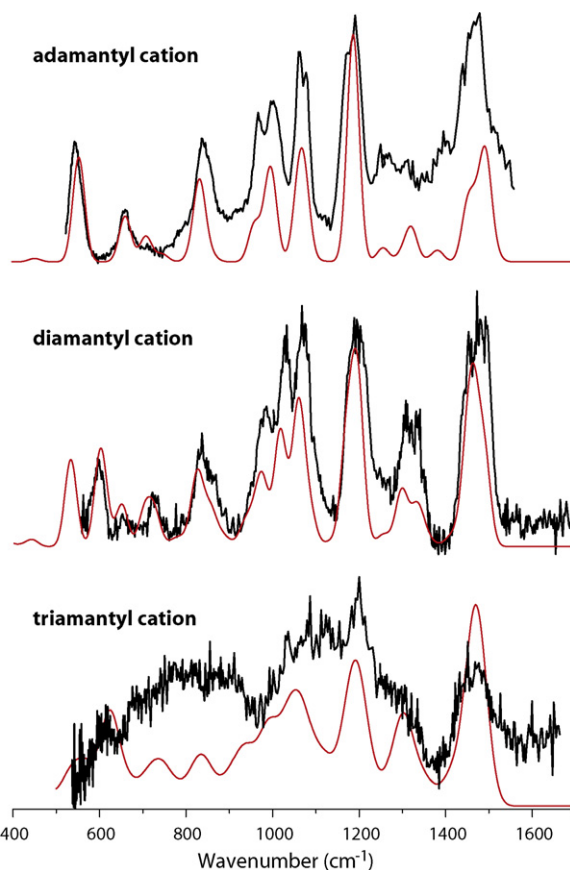 adamantyl cation
diamantyl cation
triamantyl cation
400 600 800 1000 1200 1400 1600
Wavenumber (cm⁻¹)